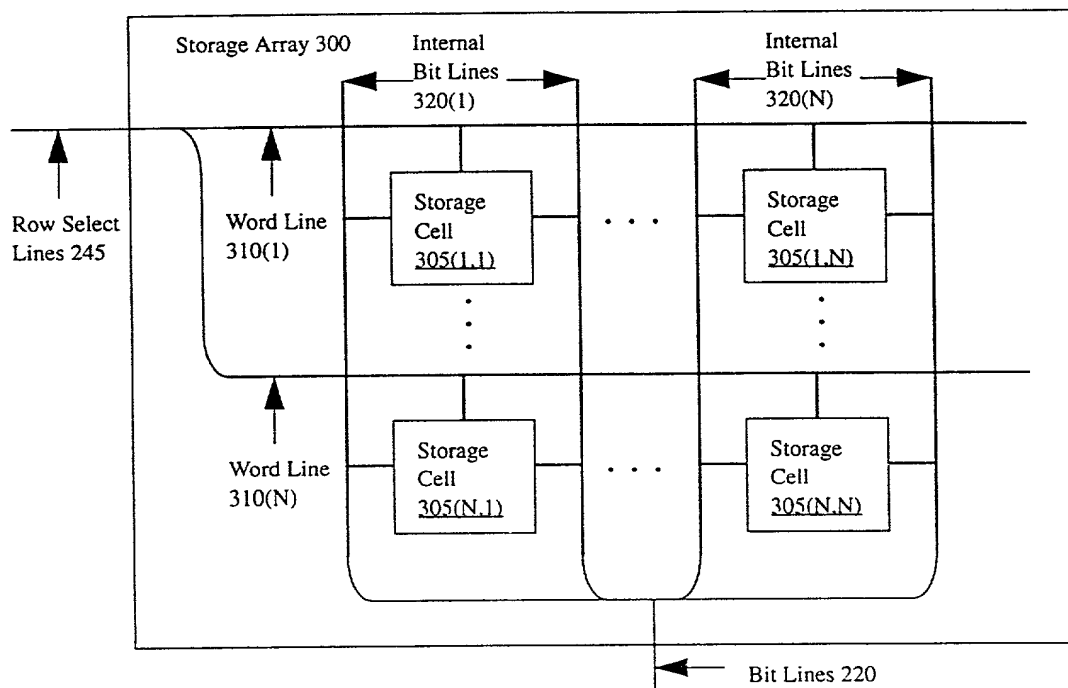 Storage Array 300
Internal
Bit Lines
320(1)
Internal
Bit Lines
320(N)
Row Select
Lines 245
Word Line
310(1)
Storage
Cell
305(1,1)
. . .
Storage
Cell
305(1,N)
Word Line
310(N)
Storage
Cell
305(N,1)
. . .
Storage
Cell
305(N,N)
Bit Lines 220